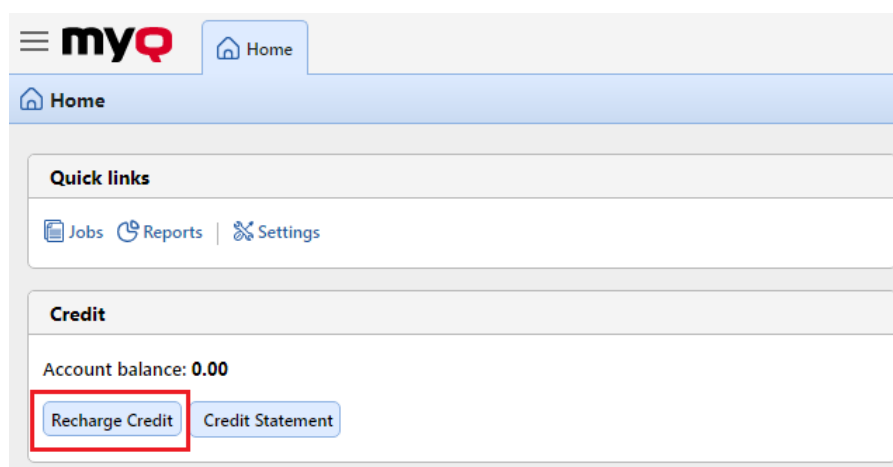 myQ Home
Home
Quick links
Jobs Reports | Settings
Credit
Account balance: 0.00
Recharge Credit Credit Statement